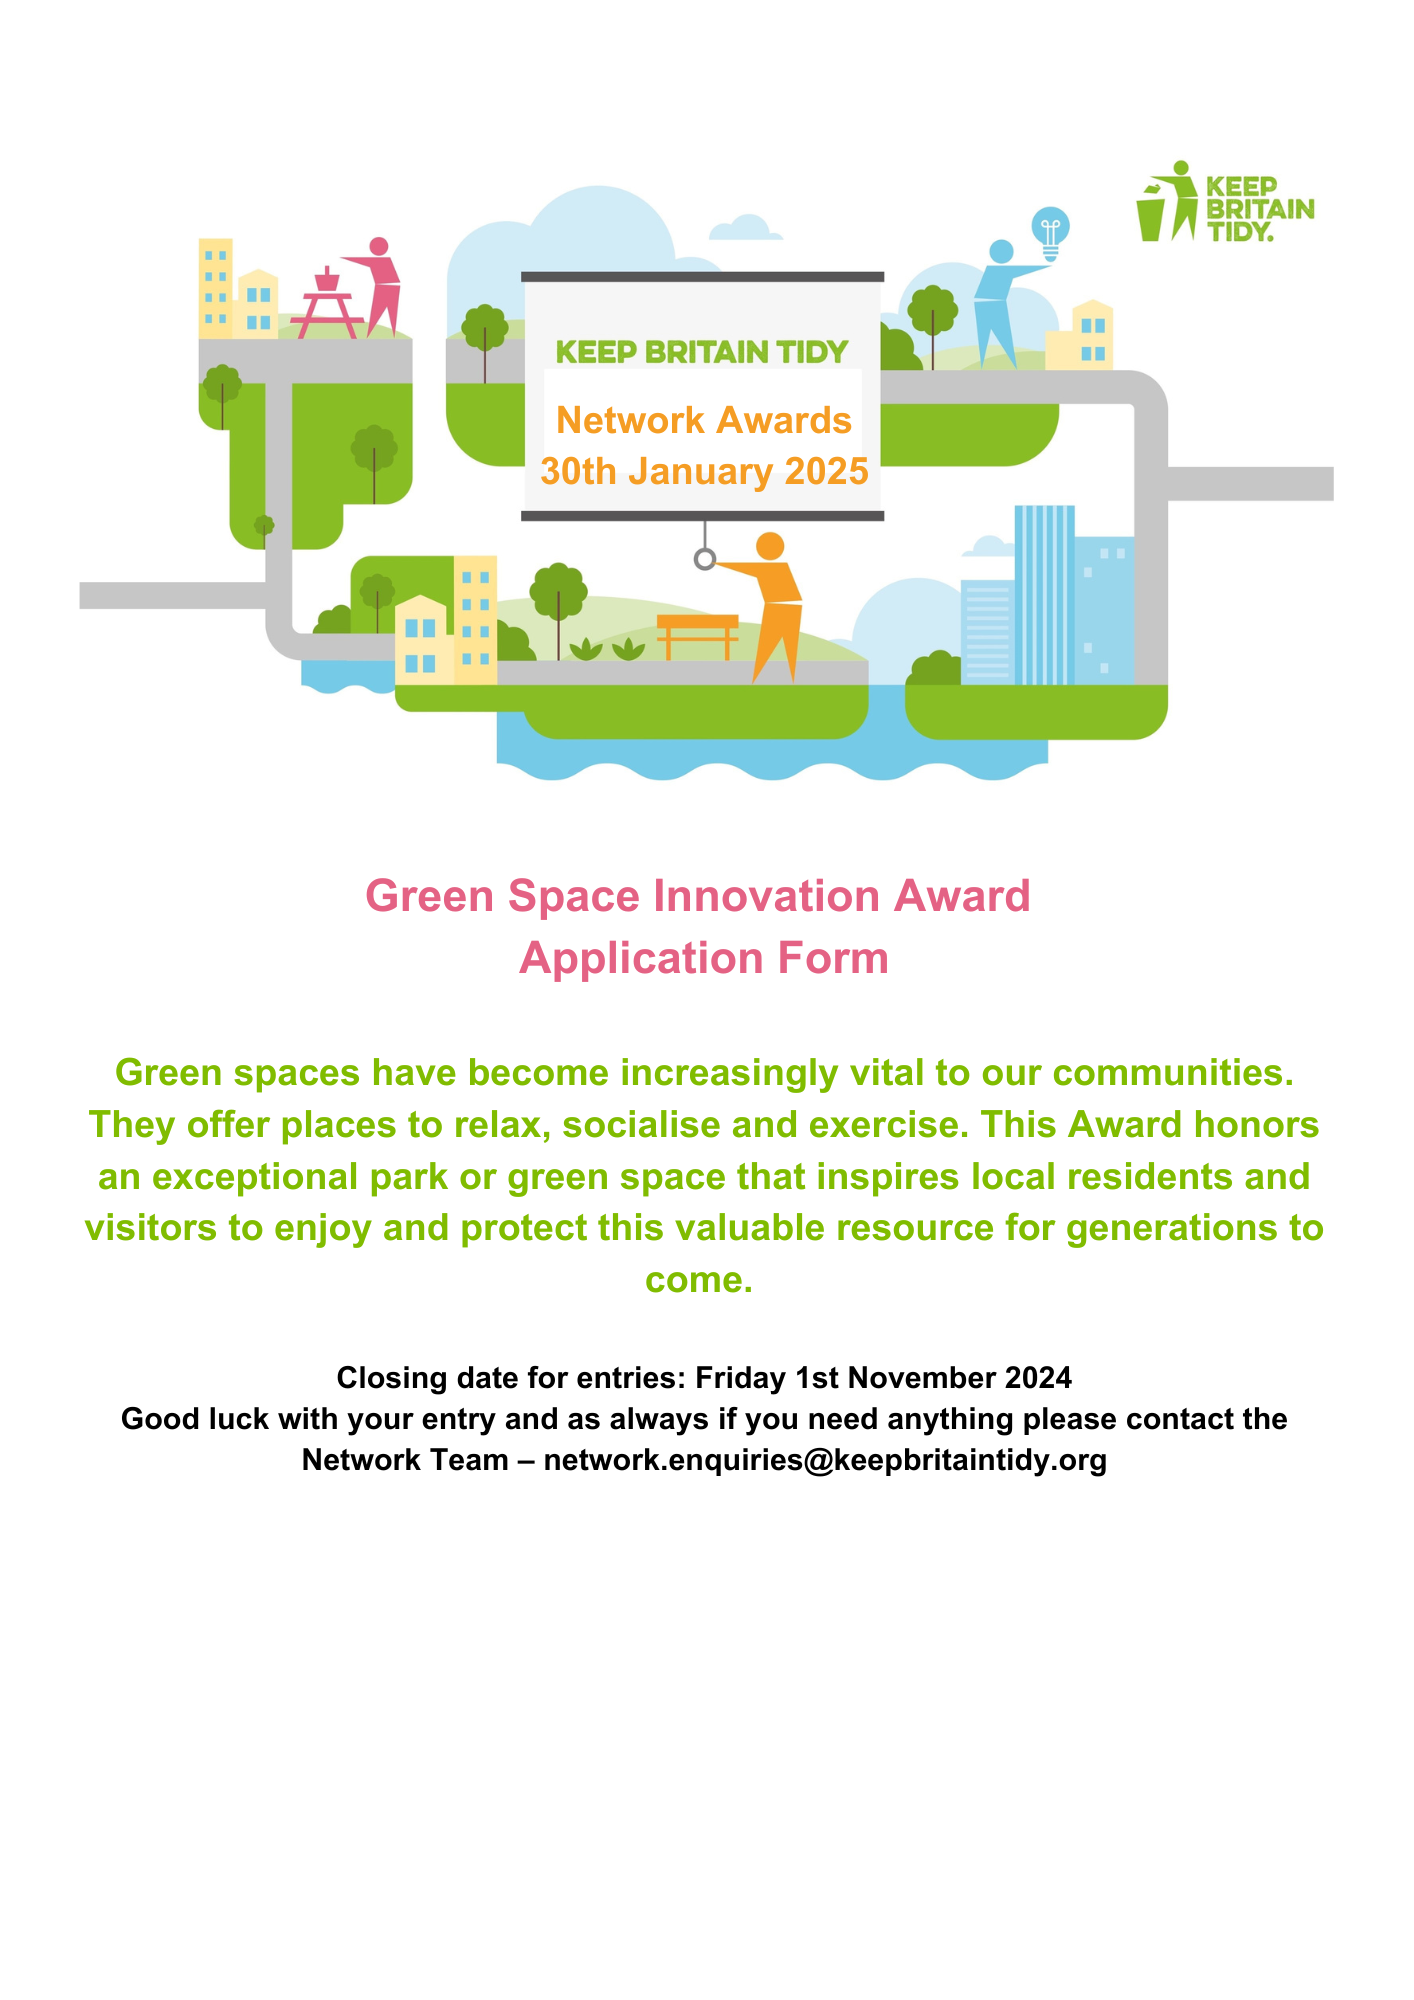 KEEP
BRITAIN
TIDY.
KEEP BRITAIN TIDY
Network Awards
30th January 2025
Green Space Innovation Award
Application Form
Green spaces have become increasingly vital to our communities.
They offer places to relax, socialise and exercise. This Award honors
an exceptional park or green space that inspires local residents and
visitors to enjoy and protect this valuable resource for generations to
come.
Closing date for entries: Friday 1st November 2024
Good luck with your entry and as always if you need anything please contact the
Network Team – network.enquiries@keepbritaintidy.org